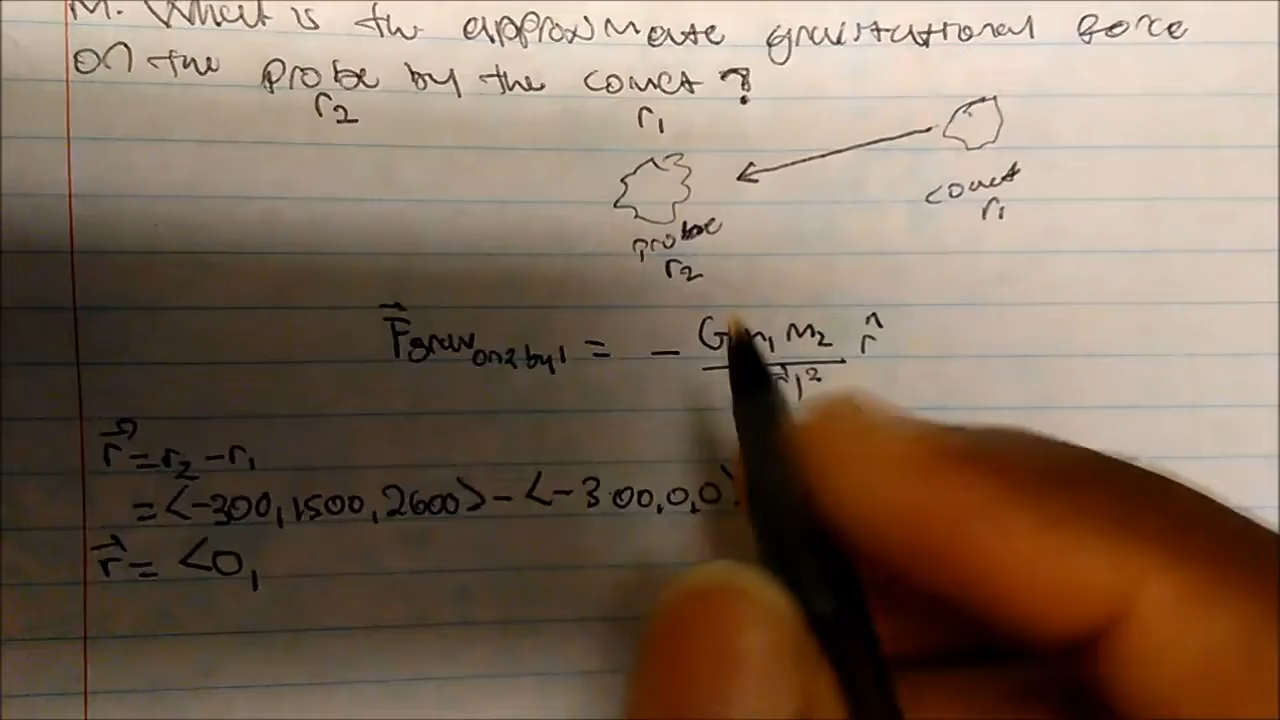 M. What is the approximate gravitational force
on the probe by the comet?
r₂ r₁
comet
r₁
probe
r₂
F⃗grav on 2 by 1 = - G m₁ m₂ r̂
|r⃗|²
r⃗ = r₂ - r₁
= <-300, 1500, 2600> - <-300, 0, 0>
r⃗ = <0,